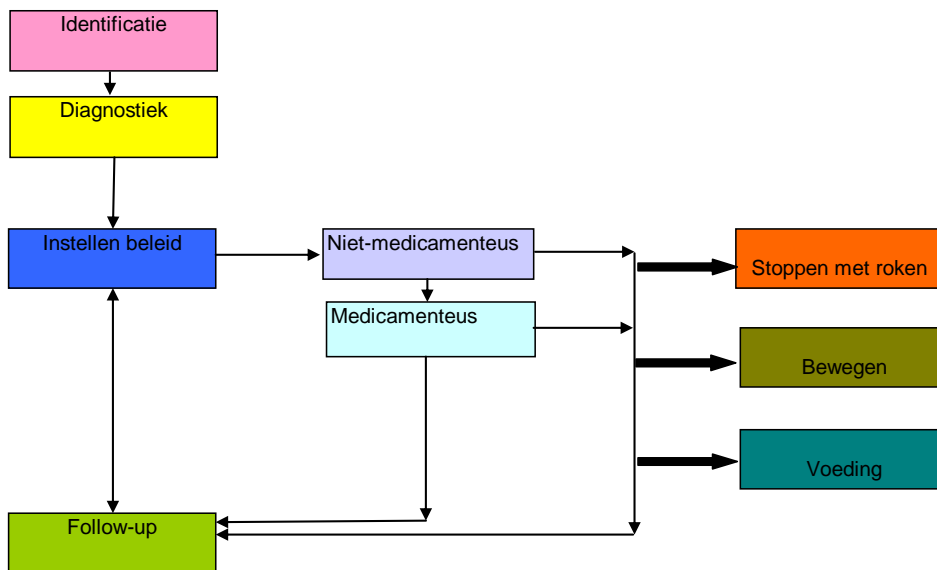 Identificatie
Diagnostiek
Instellen beleid
Niet-medicamenteus
Stoppen met roken
Medicamenteus
Bewegen
Voeding
Follow-up